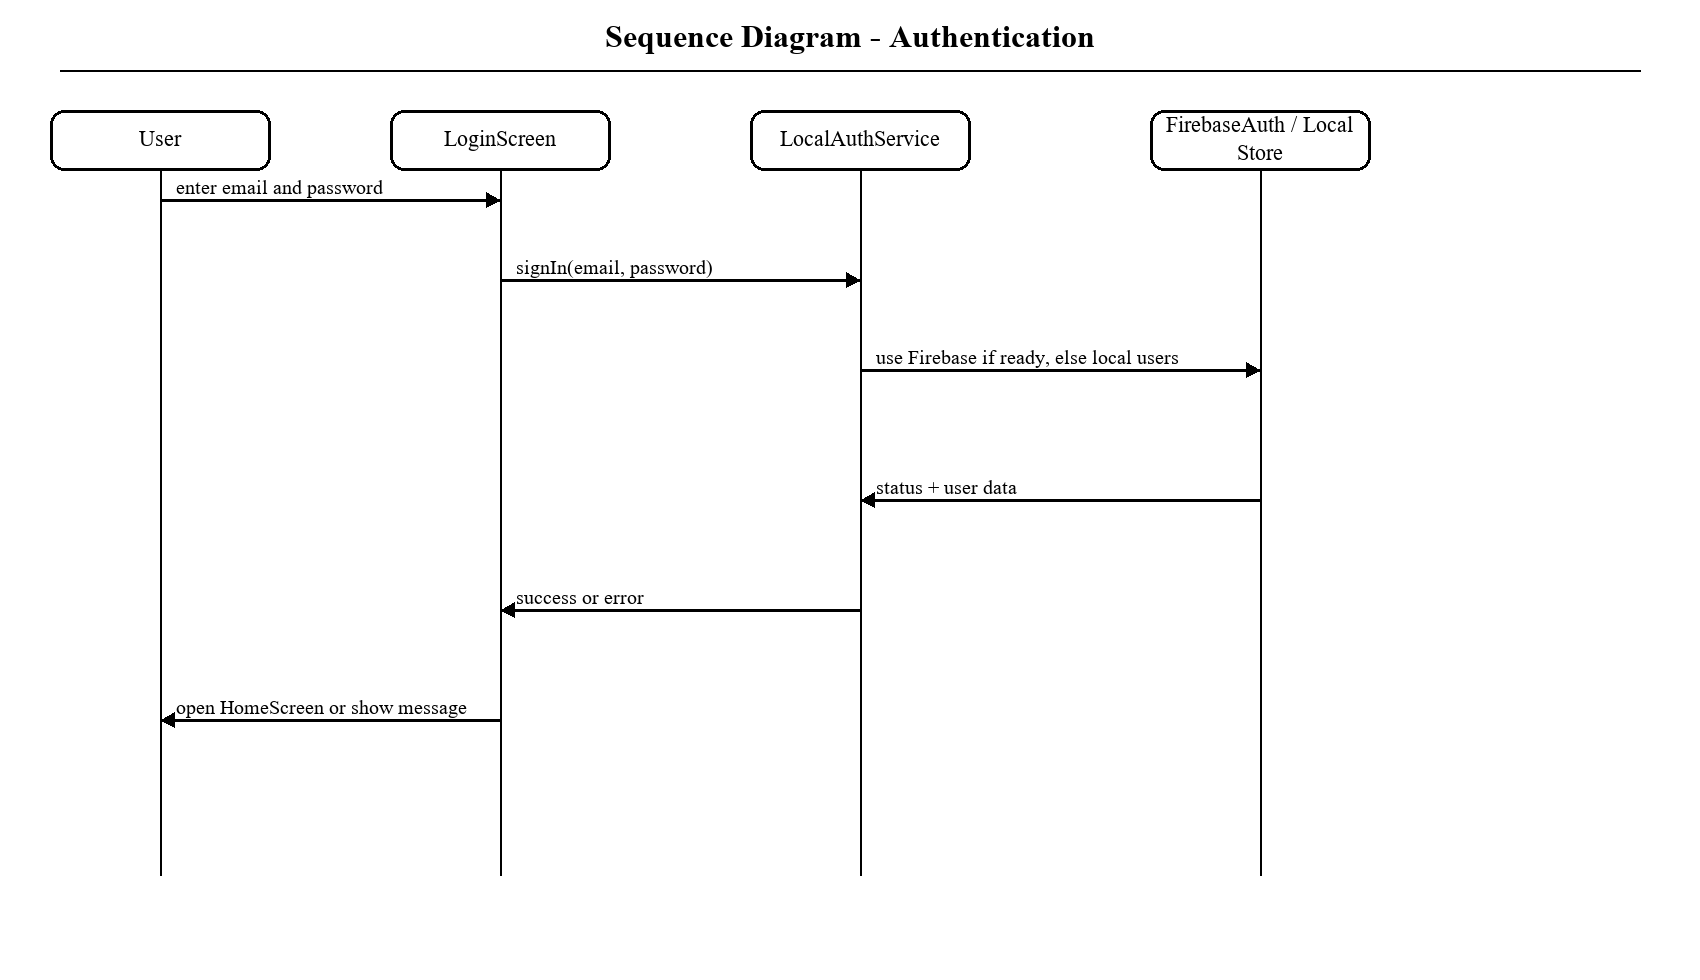 Sequence Diagram - Authentication
User
LoginScreen
LocalAuthService
FirebaseAuth / Local
Store
enter email and password
signIn(email, password)
use Firebase if ready, else local users
status + user data
success or error
open HomeScreen or show message